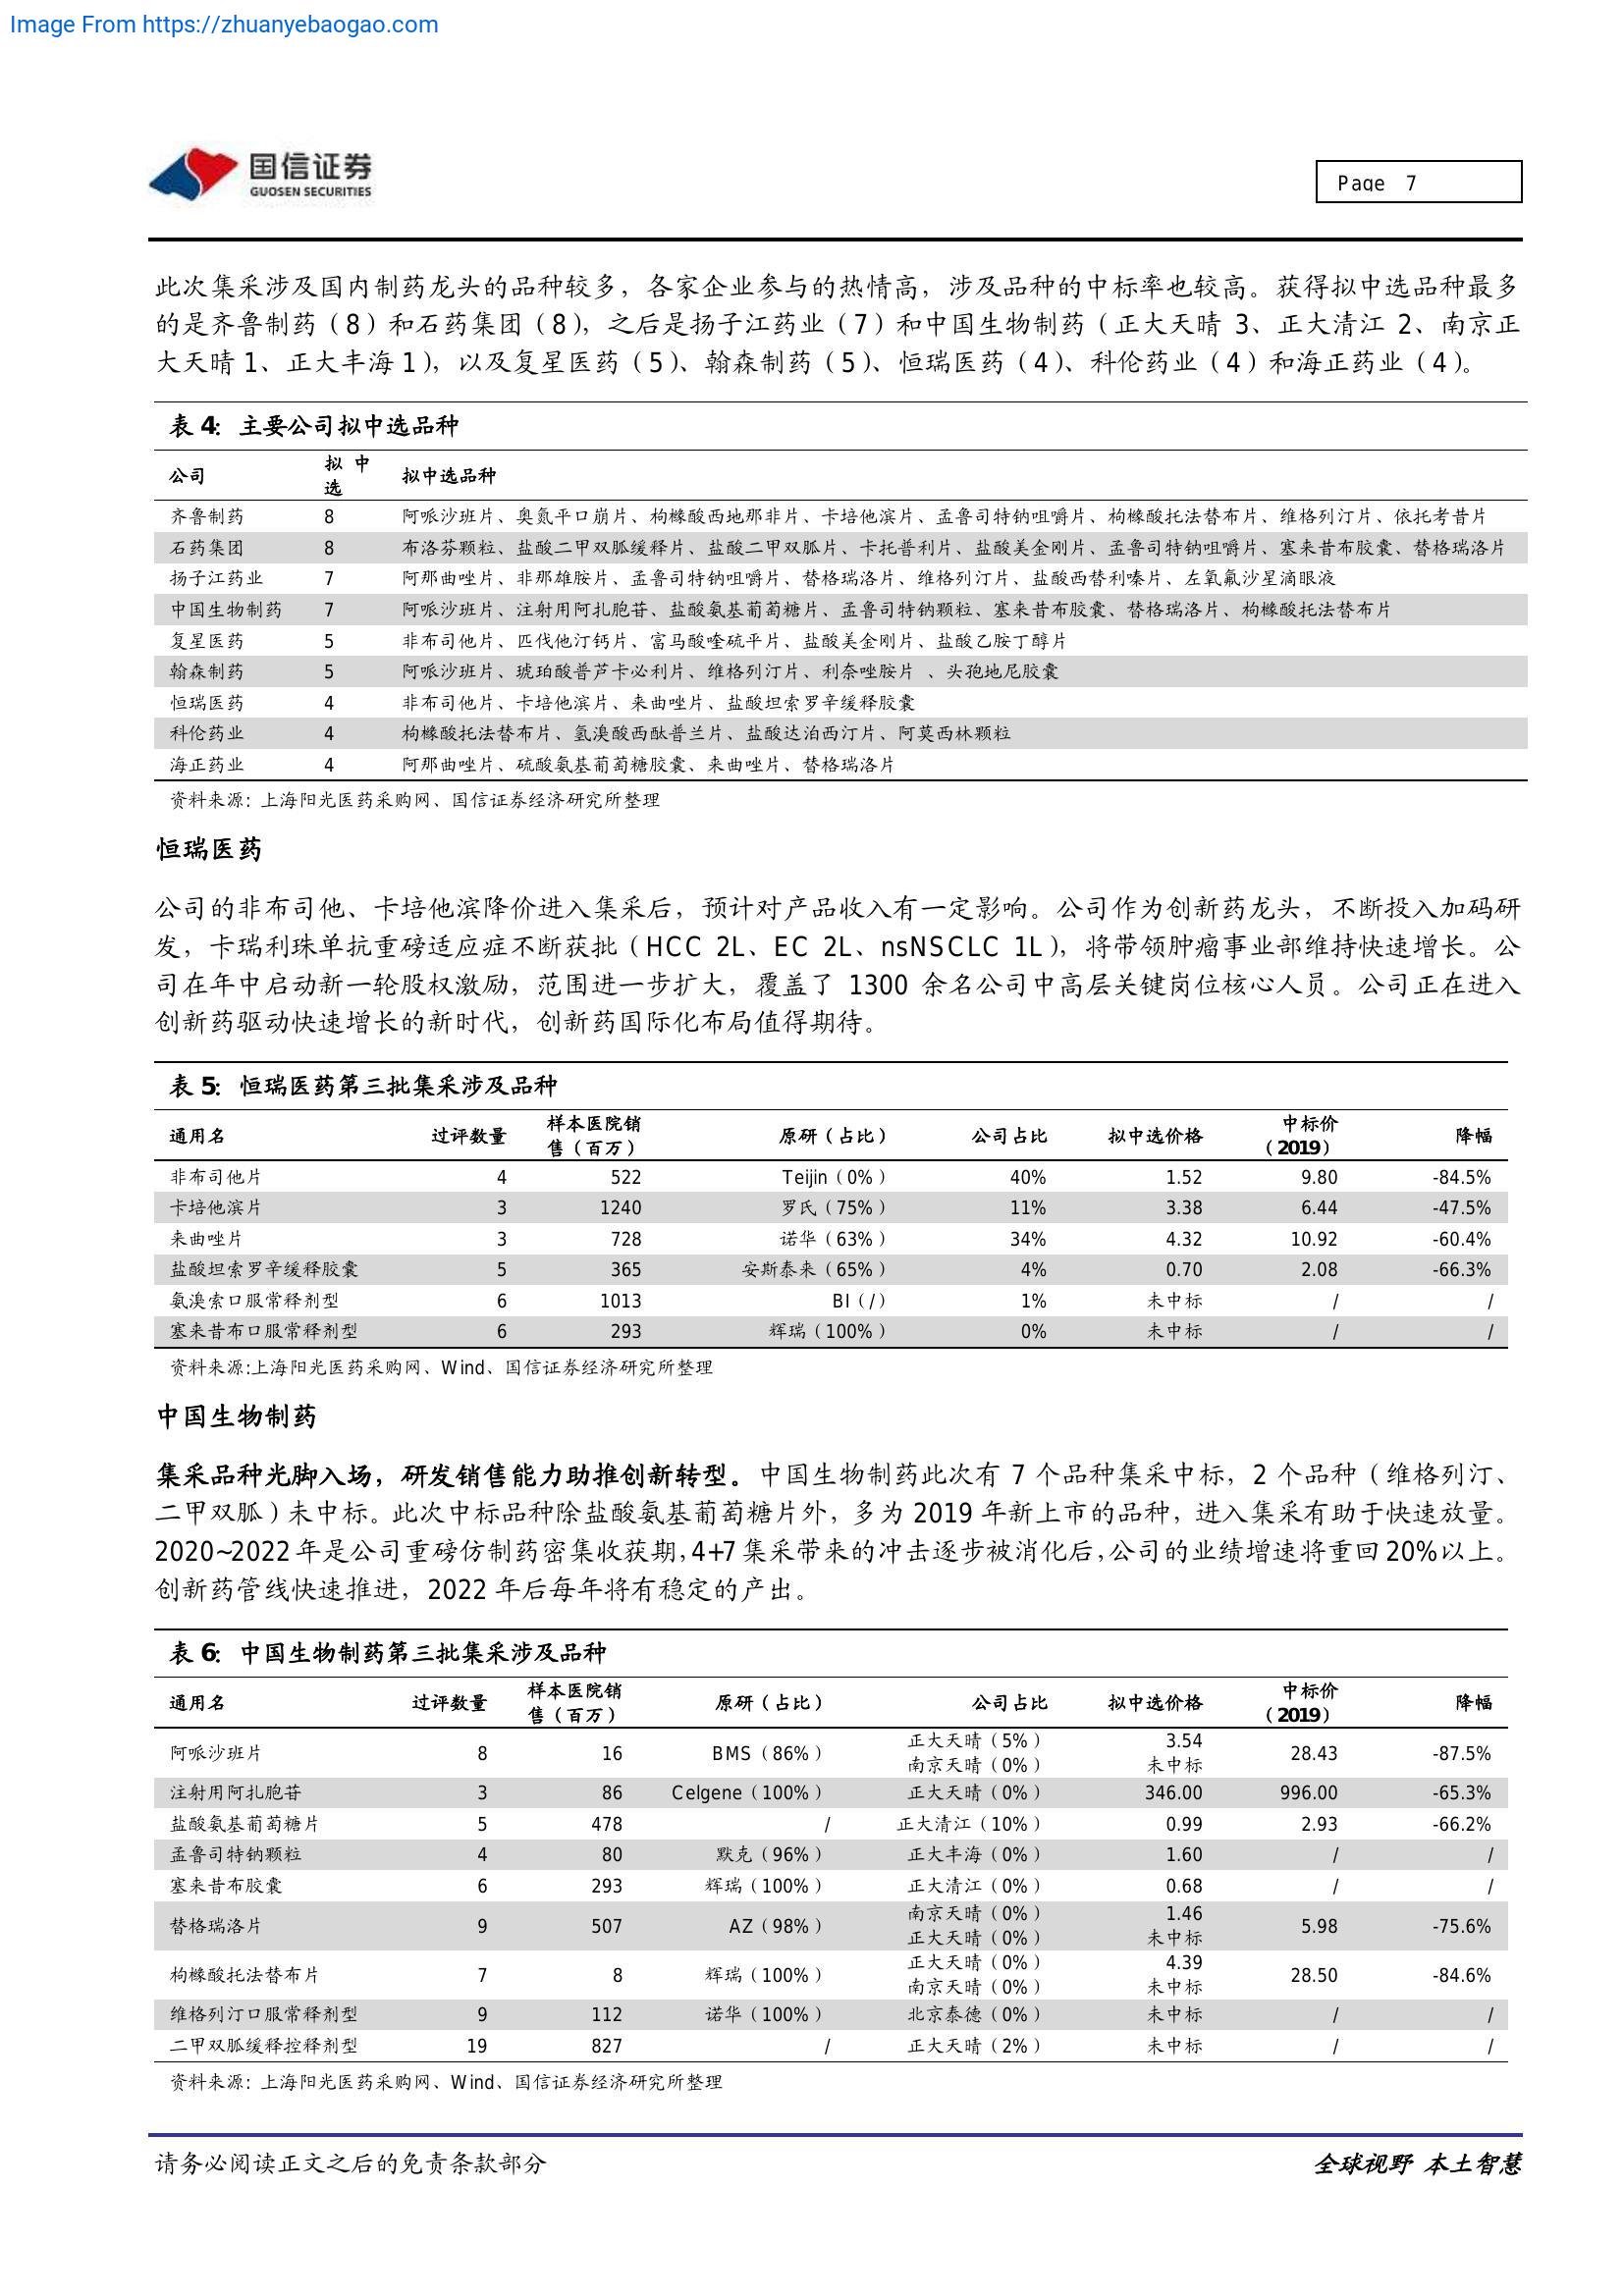 Image From https://zhuanyebaogao.com
国信证券
GUOSEN SECURITIES
Page 7
此次集采涉及国内制药龙头的品种较多，各家企业参与的热情高，涉及品种的中标率也较高。获得拟中选品种最多
的是齐鲁制药（8）和石药集团（8），之后是扬子江药业（7）和中国生物制药（正大天晴 3、正大清江 2、南京正
大天晴 1、正大丰海 1），以及复星医药（5）、翰森制药（5）、恒瑞医药（4）、科伦药业（4）和海正药业（4）。
表 4：主要公司拟中选品种
公司 拟中选 拟中选品种
齐鲁制药 8 阿哌沙班片、奥氮平口崩片、枸橼酸西地那非片、卡培他滨片、孟鲁司特钠咀嚼片、枸橼酸托法替布片、维格列汀片、依托考昔片
石药集团 8 布洛芬颗粒、盐酸二甲双胍缓释片、盐酸二甲双胍片、卡托普利片、盐酸美金刚片、孟鲁司特钠咀嚼片、塞来昔布胶囊、替格瑞洛片
扬子江药业 7 阿那曲唑片、非那雄胺片、孟鲁司特钠咀嚼片、替格瑞洛片、维格列汀片、盐酸西替利嗪片、左氧氟沙星滴眼液
中国生物制药 7 阿哌沙班片、注射用阿扎胞苷、盐酸氨基葡萄糖片、孟鲁司特钠颗粒、塞来昔布胶囊、替格瑞洛片、枸橼酸托法替布片
复星医药 5 非布司他片、匹伐他汀钙片、富马酸喹硫平片、盐酸美金刚片、盐酸乙胺丁醇片
翰森制药 5 阿哌沙班片、琥珀酸普芦卡必利片、维格列汀片、利奈唑胺片 、头孢地尼胶囊
恒瑞医药 4 非布司他片、卡培他滨片、来曲唑片、盐酸坦索罗辛缓释胶囊
科伦药业 4 枸橼酸托法替布片、氢溴酸西酞普兰片、盐酸达泊西汀片、阿莫西林颗粒
海正药业 4 阿那曲唑片、硫酸氨基葡萄糖胶囊、来曲唑片、替格瑞洛片
资料来源：上海阳光医药采购网、国信证券经济研究所整理
恒瑞医药
公司的非布司他、卡培他滨降价进入集采后，预计对产品收入有一定影响。公司作为创新药龙头，不断投入加码研
发，卡瑞利珠单抗重磅适应症不断获批（HCC 2L、EC 2L、nsNSCLC 1L），将带领肿瘤事业部维持快速增长。公
司在年中启动新一轮股权激励，范围进一步扩大，覆盖了 1300 余名公司中高层关键岗位核心人员。公司正在进入
创新药驱动快速增长的新时代，创新药国际化布局值得期待。
表 5：恒瑞医药第三批集采涉及品种
通用名 过评数量 样本医院销售（百万） 原研（占比） 公司占比 拟中选价格 中标价（2019） 降幅
非布司他片 4 522 Teijin（0%） 40% 1.52 9.80 -84.5%
卡培他滨片 3 1240 罗氏（75%） 11% 3.38 6.44 -47.5%
来曲唑片 3 728 诺华（63%） 34% 4.32 10.92 -60.4%
盐酸坦索罗辛缓释胶囊 5 365 安斯泰来（65%） 4% 0.70 2.08 -66.3%
氨溴索口服常释剂型 6 1013 BI（/） 1% 未中标 / /
塞来昔布口服常释剂型 6 293 辉瑞（100%） 0% 未中标 / /
资料来源:上海阳光医药采购网、Wind、国信证券经济研究所整理
中国生物制药
集采品种光脚入场，研发销售能力助推创新转型。中国生物制药此次有 7 个品种集采中标，2 个品种（维格列汀、
二甲双胍）未中标。此次中标品种除盐酸氨基葡萄糖片外，多为 2019 年新上市的品种，进入集采有助于快速放量。
2020~2022 年是公司重磅仿制药密集收获期，4+7 集采带来的冲击逐步被消化后，公司的业绩增速将重回 20%以上。
创新药管线快速推进，2022 年后每年将有稳定的产出。
表 6：中国生物制药第三批集采涉及品种
通用名 过评数量 样本医院销售（百万） 原研（占比） 公司占比 拟中选价格 中标价（2019） 降幅
阿哌沙班片 8 16 BMS（86%） 正大天晴（5%） 3.54 28.43 -87.5%
南京天晴（0%） 未中标
注射用阿扎胞苷 3 86 Celgene（100%） 正大天晴（0%） 346.00 996.00 -65.3%
盐酸氨基葡萄糖片 5 478 / 正大清江（10%） 0.99 2.93 -66.2%
孟鲁司特钠颗粒 4 80 默克（96%） 正大丰海（0%） 1.60 / /
塞来昔布胶囊 6 293 辉瑞（100%） 正大清江（0%） 0.68 / /
替格瑞洛片 9 507 AZ（98%） 南京天晴（0%） 1.46 5.98 -75.6%
正大天晴（0%） 未中标
枸橼酸托法替布片 7 8 辉瑞（100%） 正大天晴（0%） 4.39 28.50 -84.6%
南京天晴（0%） 未中标
维格列汀口服常释剂型 9 112 诺华（100%） 北京泰德（0%） 未中标 / /
二甲双胍缓释控释剂型 19 827 / 正大天晴（2%） 未中标 / /
资料来源：上海阳光医药采购网、Wind、国信证券经济研究所整理
请务必阅读正文之后的免责条款部分
全球视野 本土智慧